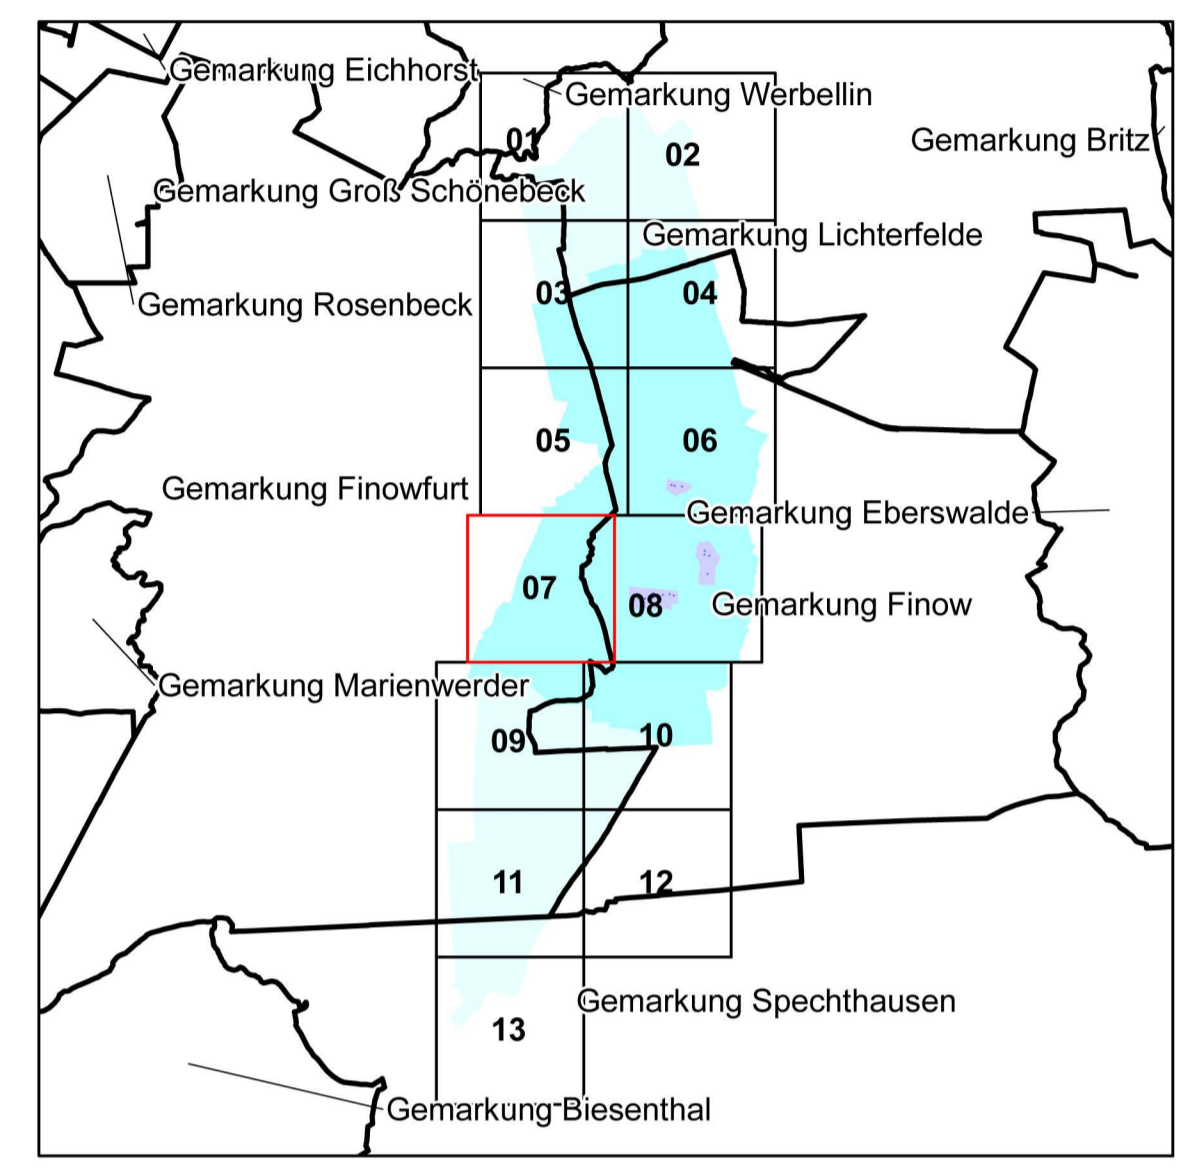 Gemarkung Eichhorst
Gemarkung Werbellin
01
02
Gemarkung Britz
Gemarkung Groß Schönebeck
Gemarkung Lichterfelde
03
04
Gemarkung Rosenbeck
05
06
Gemarkung Finowfurt
Gemarkung Eberswalde
07
08
Gemarkung Finow
Gemarkung Marienwerder
09
10
11
12
Gemarkung Spechthausen
13
Gemarkung Biesenthal